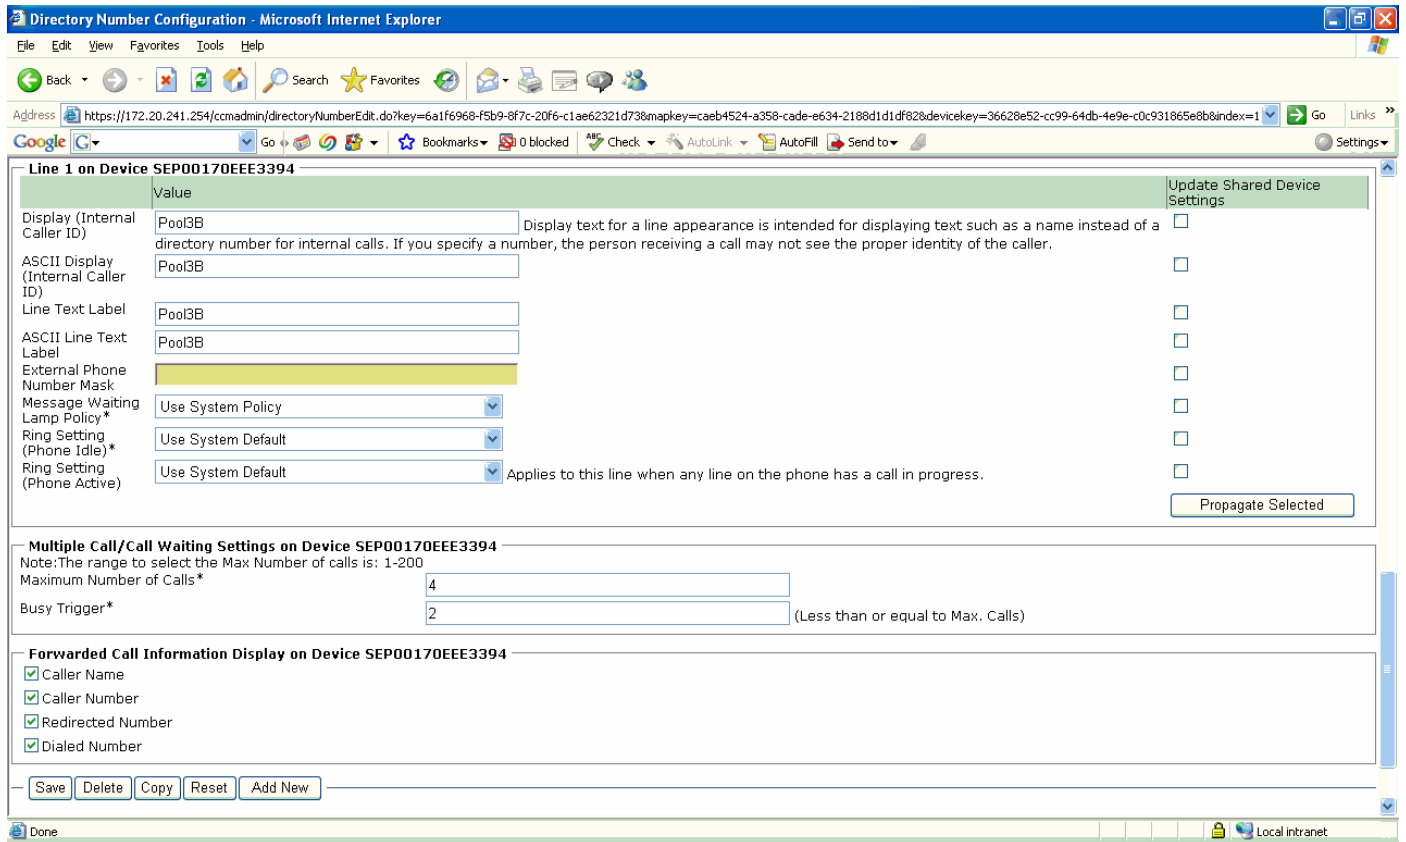 Directory Number Configuration - Microsoft Internet Explorer
File Edit View Favorites Tools Help
Back Search Favorites
Address https://172.20.241.254/ccmadmin/directoryNumberEdit.do?key=6a1f6968-f5b9-8f7c-20f6-c1ae62321d73&mapkey=caeb4524-a358-cade-e634-2188d1d1df82&devicekey=36628e52-cc99-64db-4e9e-c0c931865e8b&index=1 Go Links »
Google G Go Bookmarks 0 blocked ABC Check AutoLink AutoFill Send to Settings
Line 1 on Device SEP00170EEE3394
Value
Update Shared Device
Settings
Display (Internal
Caller ID)
Pool3B
Display text for a line appearance is intended for displaying text such as a name instead of a
directory number for internal calls. If you specify a number, the person receiving a call may not see the proper identity of the caller.
ASCII Display
(Internal Caller
ID)
Pool3B
Line Text Label
Pool3B
ASCII Line Text
Label
Pool3B
External Phone
Number Mask
Message Waiting
Lamp Policy*
Use System Policy
Ring Setting
(Phone Idle)*
Use System Default
Ring Setting
(Phone Active)
Use System Default
Applies to this line when any line on the phone has a call in progress.
Propagate Selected
Multiple Call/Call Waiting Settings on Device SEP00170EEE3394
Note:The range to select the Max Number of calls is: 1-200
Maximum Number of Calls*
4
Busy Trigger*
2
(Less than or equal to Max. Calls)
Forwarded Call Information Display on Device SEP00170EEE3394
Caller Name
Caller Number
Redirected Number
Dialed Number
Save Delete Copy Reset Add New
Done Local intranet